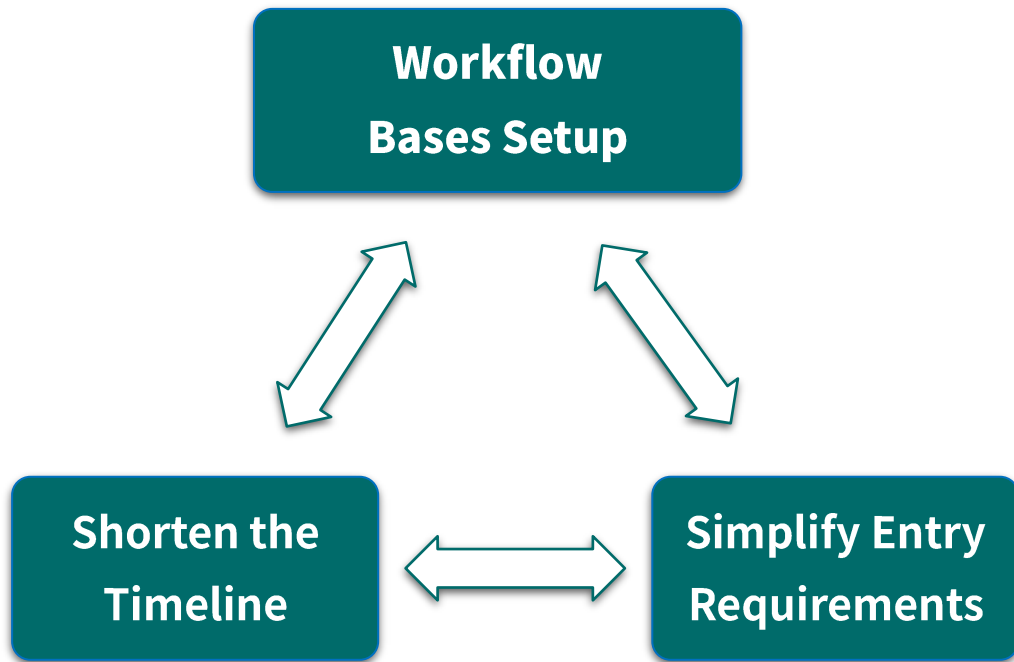 Workflow
Bases Setup
Shorten the
Timeline
Simplify Entry
Requirements